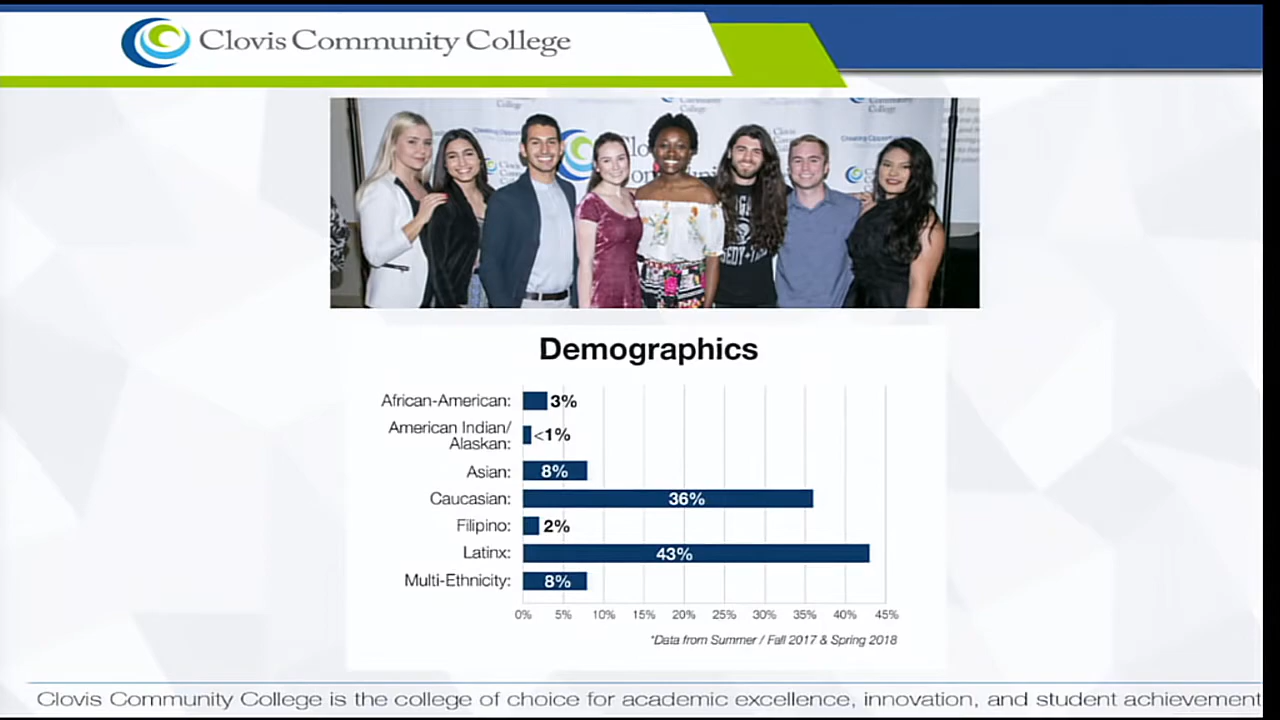 Clovis Community College
Demographics
African-American: 3%
American Indian/
Alaskan: <1%
Asian: 8%
Caucasian: 36%
Filipino: 2%
Latinx: 43%
Multi-Ethnicity: 8%
0% 5% 10% 15% 20% 25% 30% 35% 40% 45%
*Data from Summer / Fall 2017 & Spring 2018
Clovis Community College is the college of choice for academic excellence, innovation, and student achievement